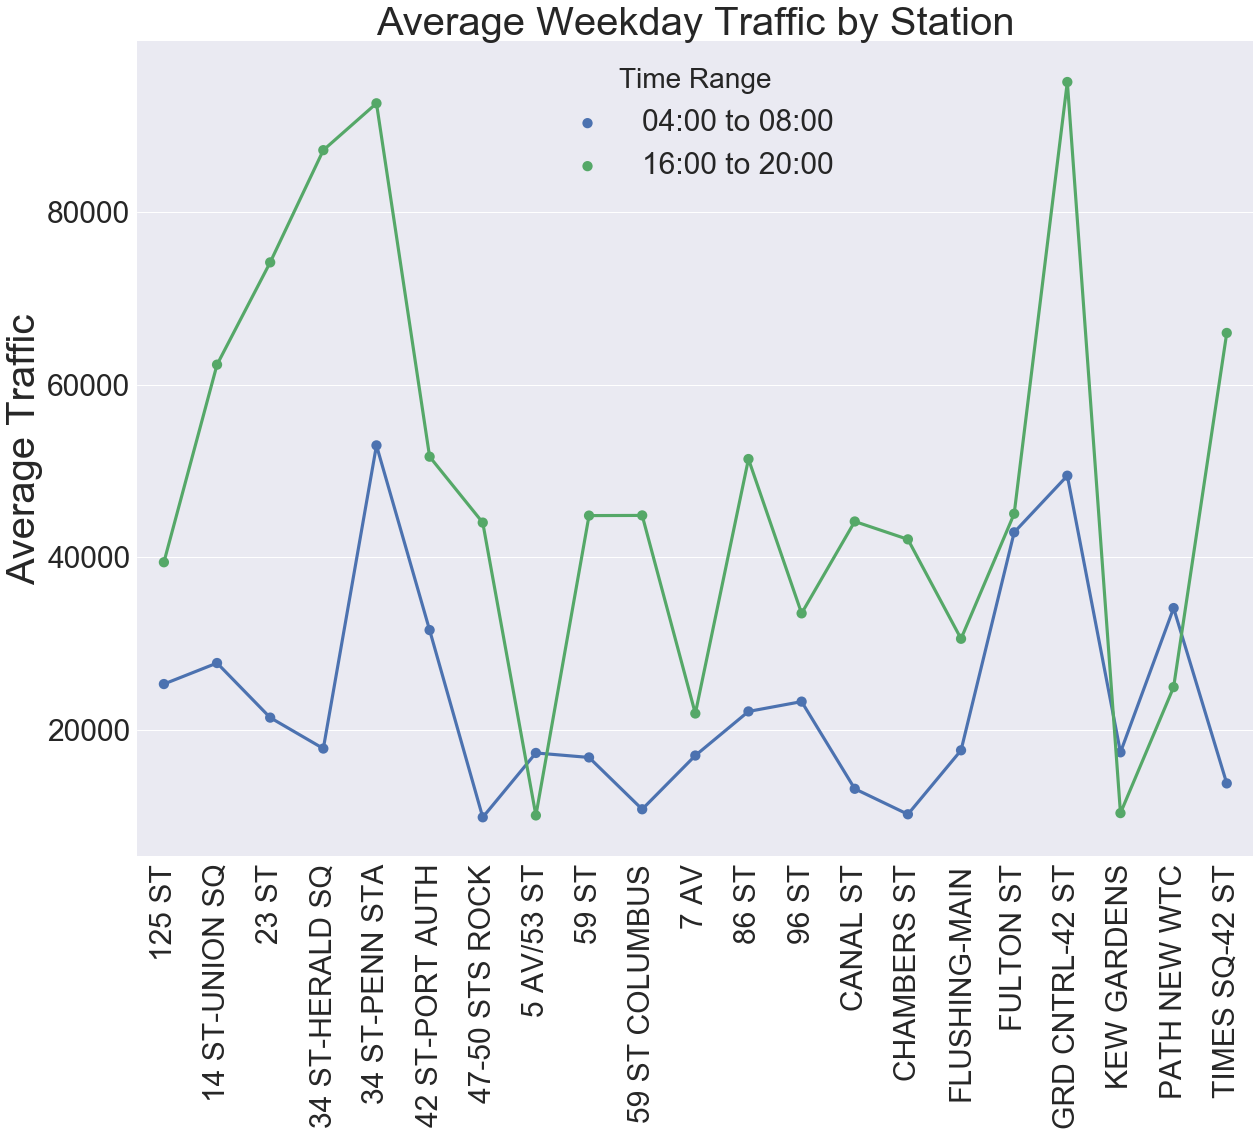 Average Weekday Traffic by Station
Time Range
04:00 to 08:00
16:00 to 20:00
Average Traffic
80000
60000
40000
20000
125 ST
14 ST-UNION SQ
23 ST
34 ST-HERALD SQ
34 ST-PENN STA
42 ST-PORT AUTH
47-50 STS ROCK
5 AV/53 ST
59 ST
59 ST COLUMBUS
7 AV
86 ST
96 ST
CANAL ST
CHAMBERS ST
FLUSHING-MAIN
FULTON ST
GRD CNTRL-42 ST
KEW GARDENS
PATH NEW WTC
TIMES SQ-42 ST